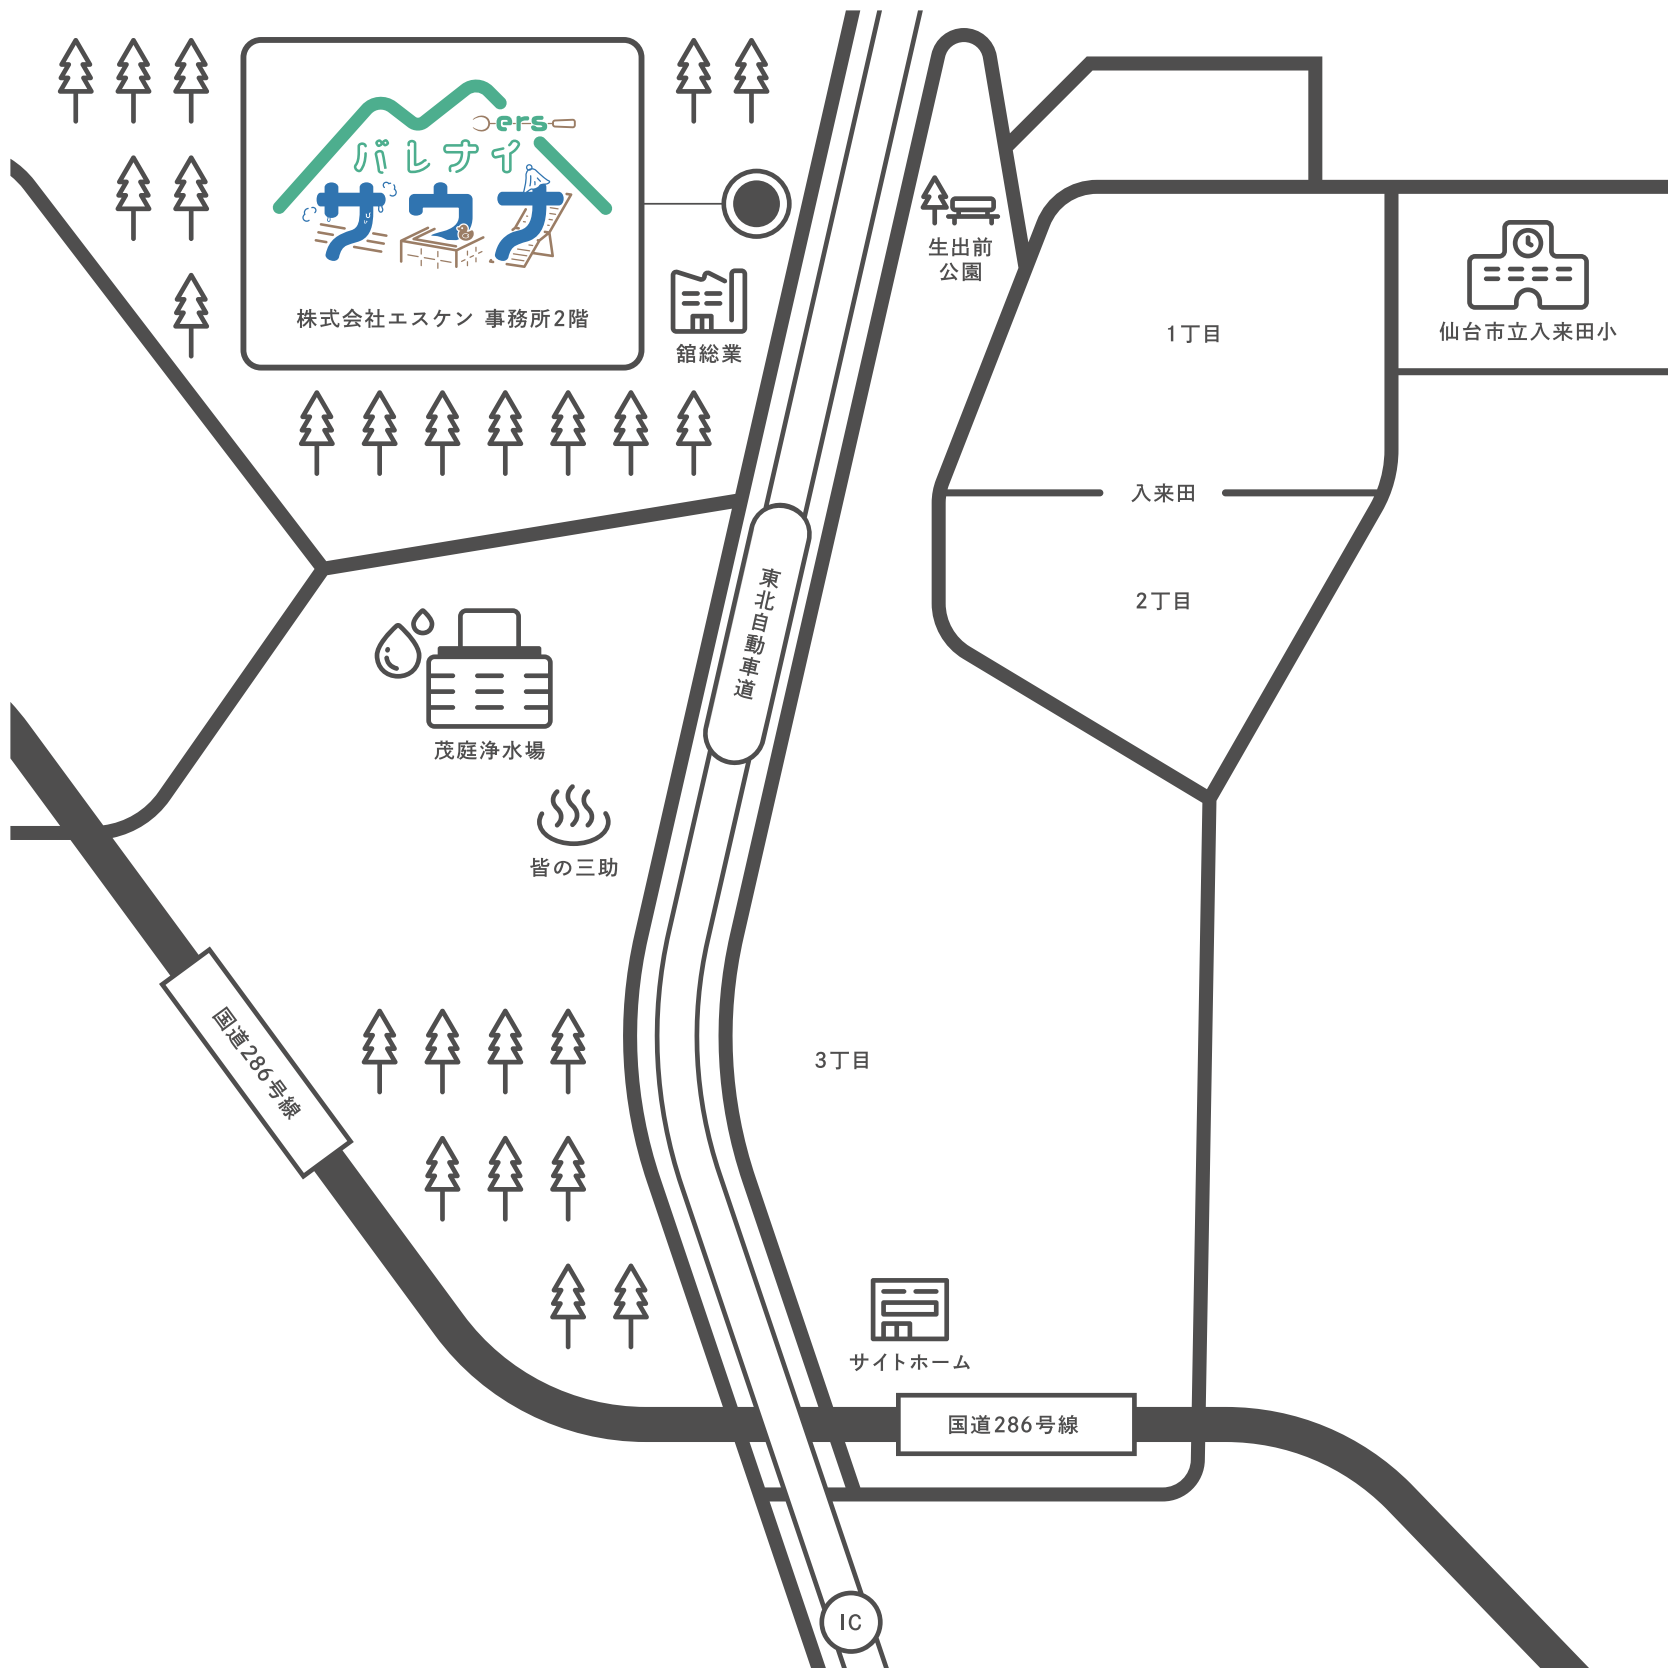 ers
バレナイ
サウナ
株式会社エスケン 事務所2階
舘総業
生出前
公園
仙台市立入来田小
1丁目
入来田
2丁目
東北自動車道
茂庭浄水場
皆の三助
国道286号線
3丁目
サイトホーム
国道286号線
IC